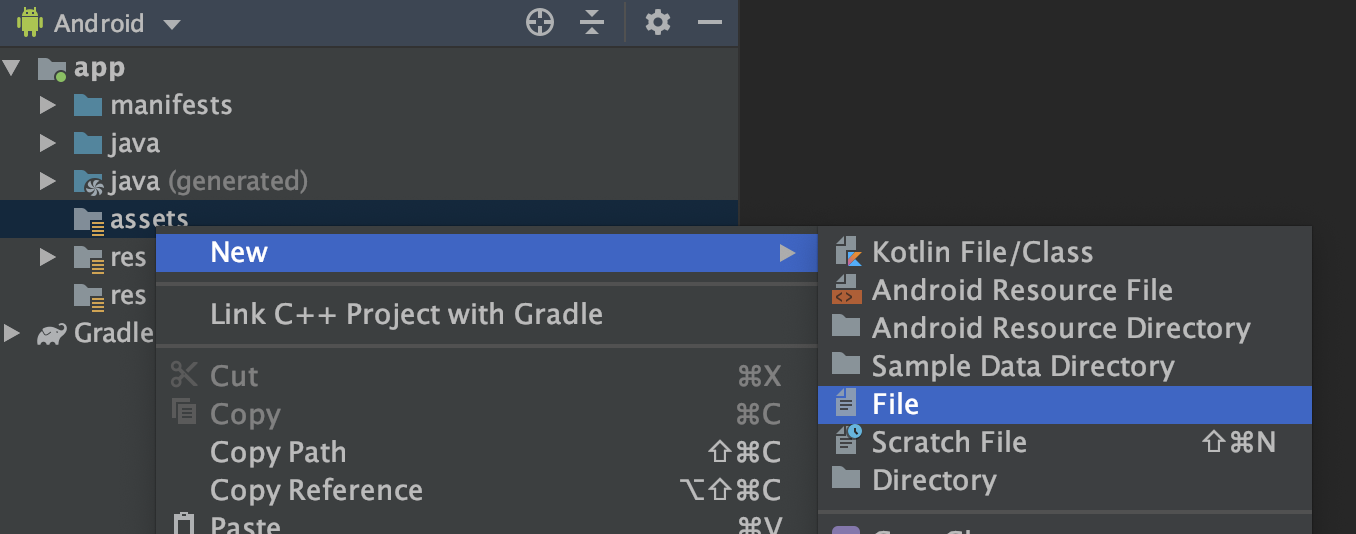 Android
app
manifests
java
java (generated)
assets
res
res
Gradle
New
Link C++ Project with Gradle
Cut ⌘X
Copy ⌘C
Copy Path ⇧⌘C
Copy Reference ⌥⇧⌘C
Paste ⌘V
Kotlin File/Class
Android Resource File
Android Resource Directory
Sample Data Directory
File
Scratch File ⇧⌘N
Directory